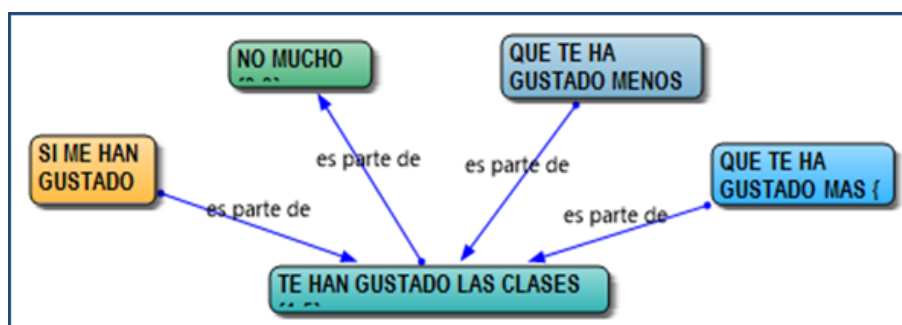 NO MUCHO
QUE TE HA
GUSTADO MENOS
SI ME HAN
GUSTADO
es parte de
es parte de
QUE TE HA
GUSTADO MAS {
es parte de
es parte de
TE HAN GUSTADO LAS CLASES